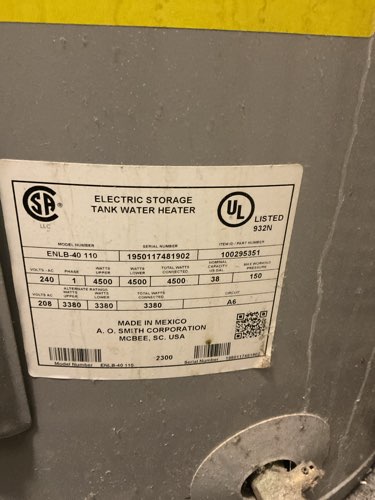 CSA
LLC
ELECTRIC STORAGE
TANK WATER HEATER
UL
LISTED
932N
MODEL NUMBER SERIAL NUMBER ITEM ID / PART NUMBER
ENLB-40 110 1950117481902 100295351
VOLTS - AC PHASE WATTS UPPER WATTS LOWER TOTAL WATTS CONNECTED NOMINAL CAPACITY US GAL MAX WORKING PRESSURE
240 1 4500 4500 4500 38 150
VOLTS AC ALTERNATE RATINGS WATTS UPPER WATTS LOWER TOTAL WATTS CONNECTED CIRCUIT
208 3380 3380 3380 A6
MADE IN MEXICO
A. O. SMITH CORPORATION
MCBEE, SC. USA
2300
Model Number ENLB-40 110 Serial Number